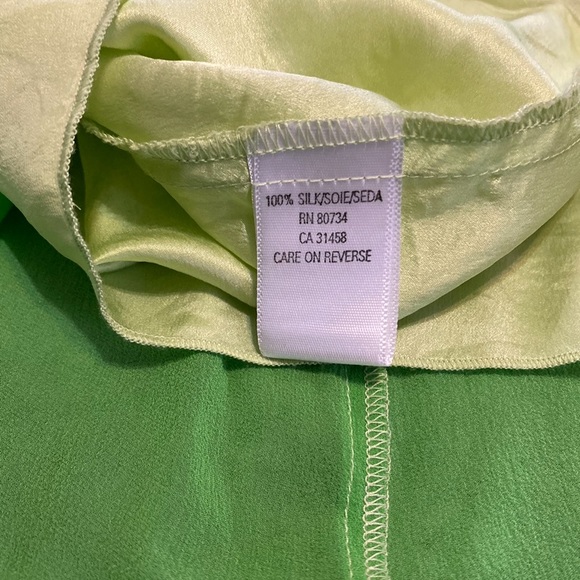 100% SILK/SOIE/SEDA
RN 80734
CA 31458
CARE ON REVERSE